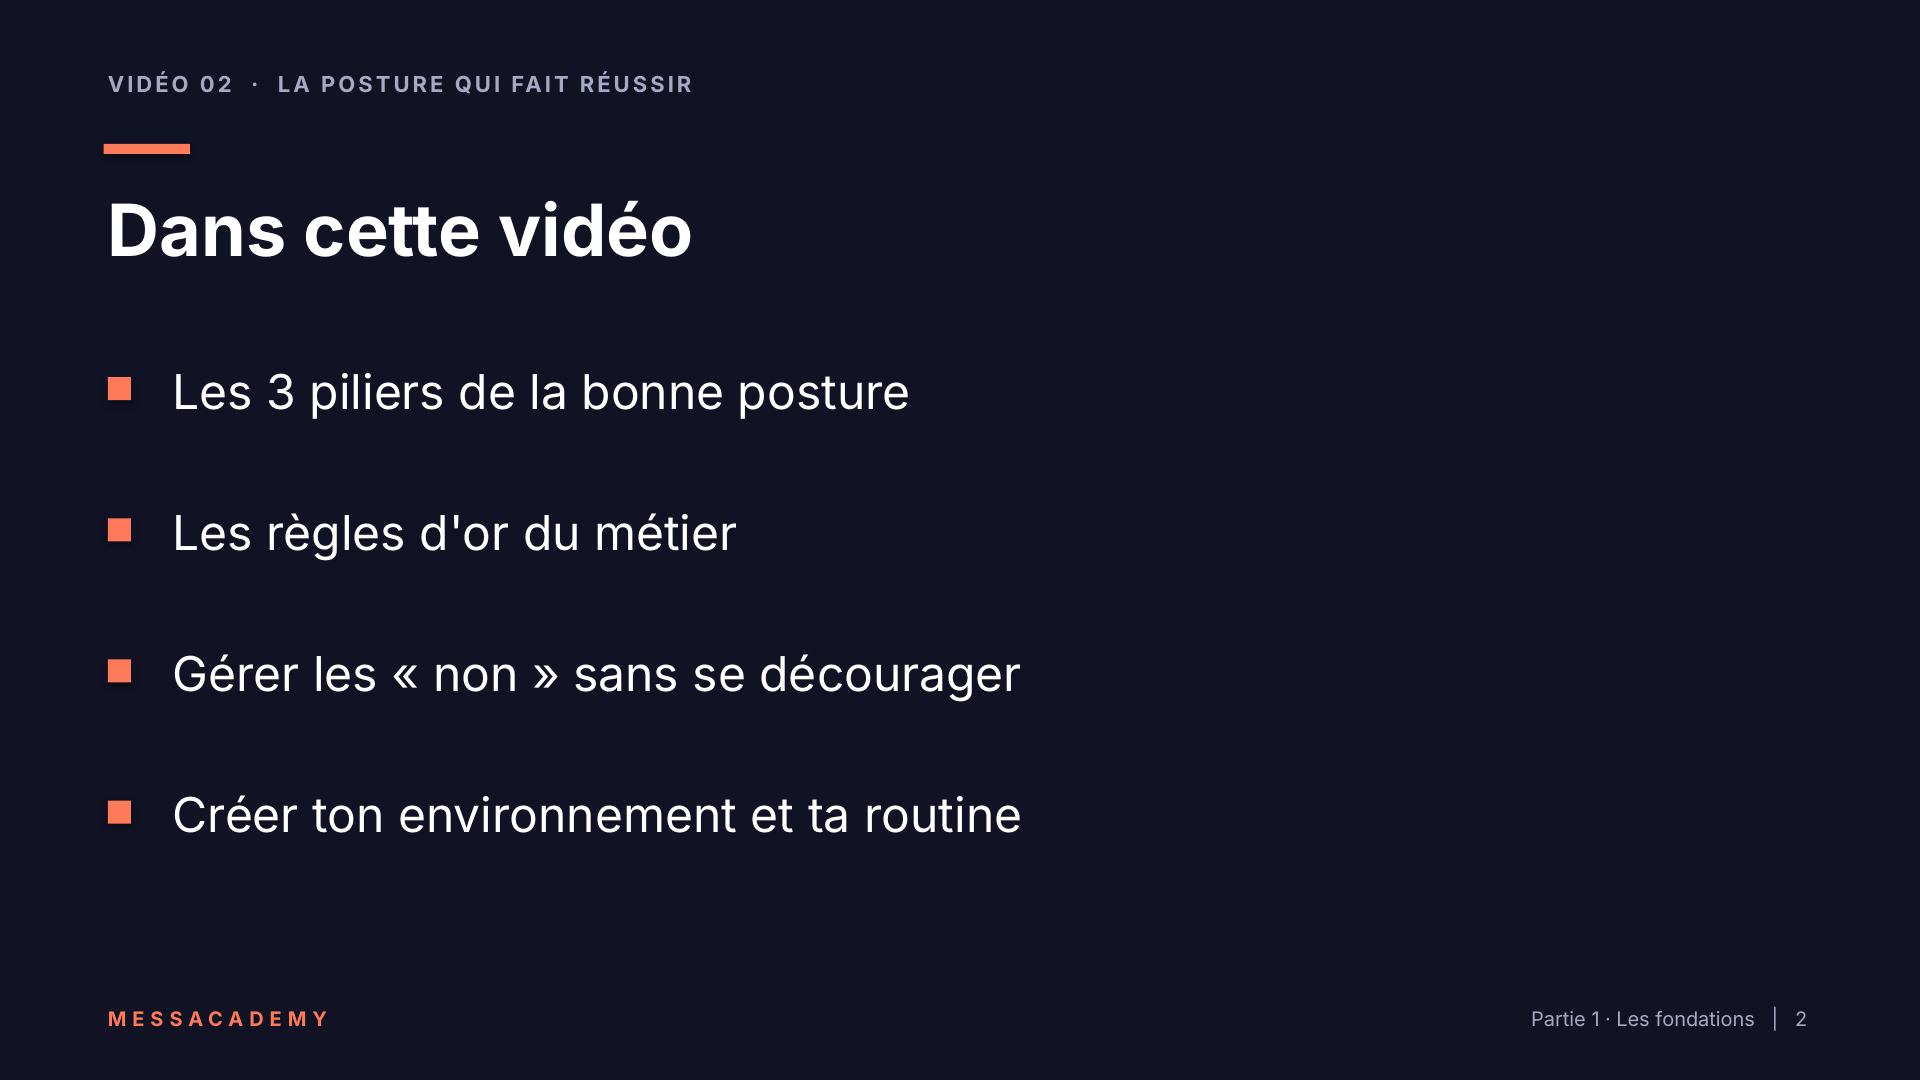 VIDÉO 02 · LA POSTURE QUI FAIT RÉUSSIR
Dans cette vidéo
Les 3 piliers de la bonne posture
Les règles d'or du métier
Gérer les « non » sans se décourager
Créer ton environnement et ta routine
MESSACADEMY
Partie 1 · Les fondations | 2